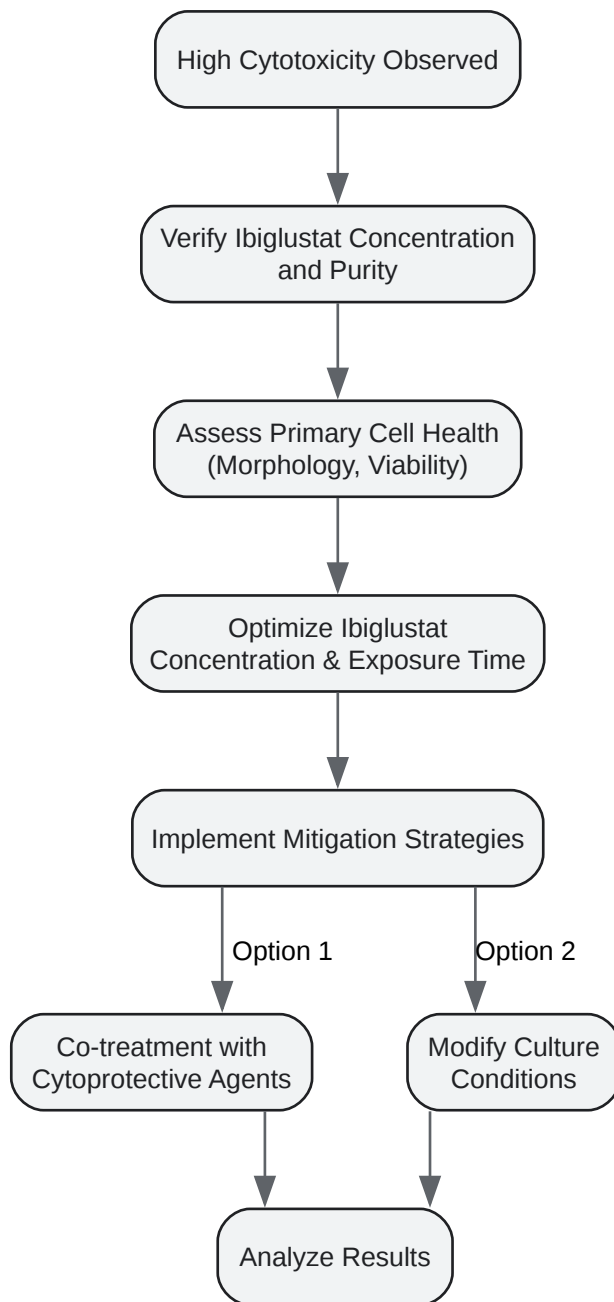 High Cytotoxicity Observed
Verify Ibiglustat Concentration
and Purity
Assess Primary Cell Health
(Morphology, Viability)
Optimize Ibiglustat
Concentration & Exposure Time
Implement Mitigation Strategies
Option 1
Option 2
Co-treatment with
Cytoprotective Agents
Modify Culture
Conditions
Analyze Results